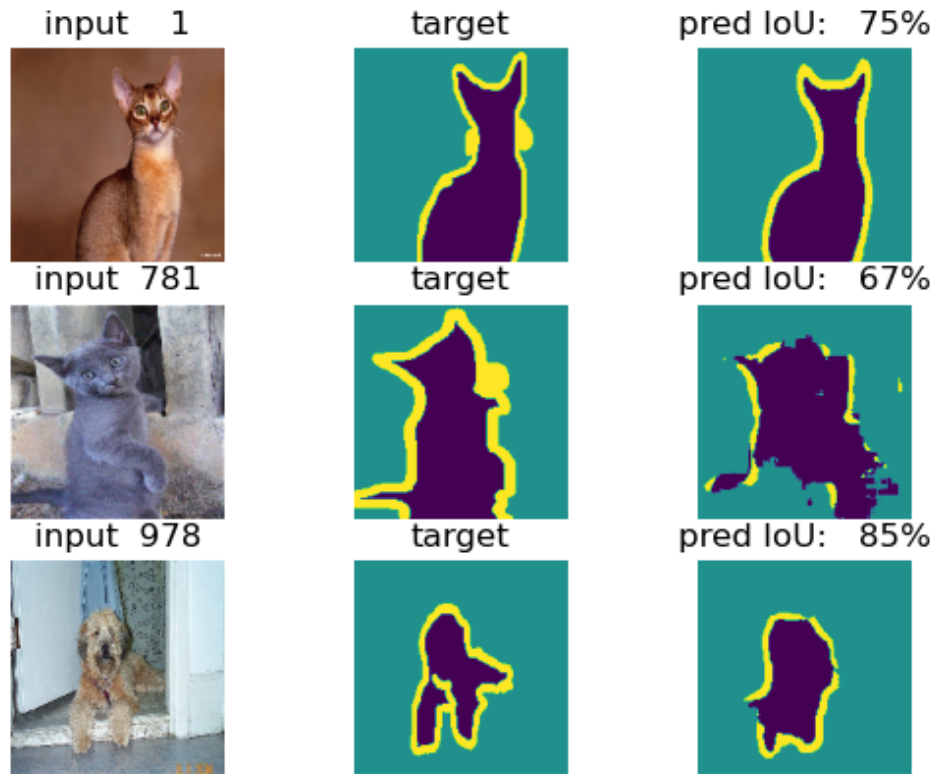 input 1 target pred IoU: 75%
input 781 target pred IoU: 67%
input 978 target pred IoU: 85%